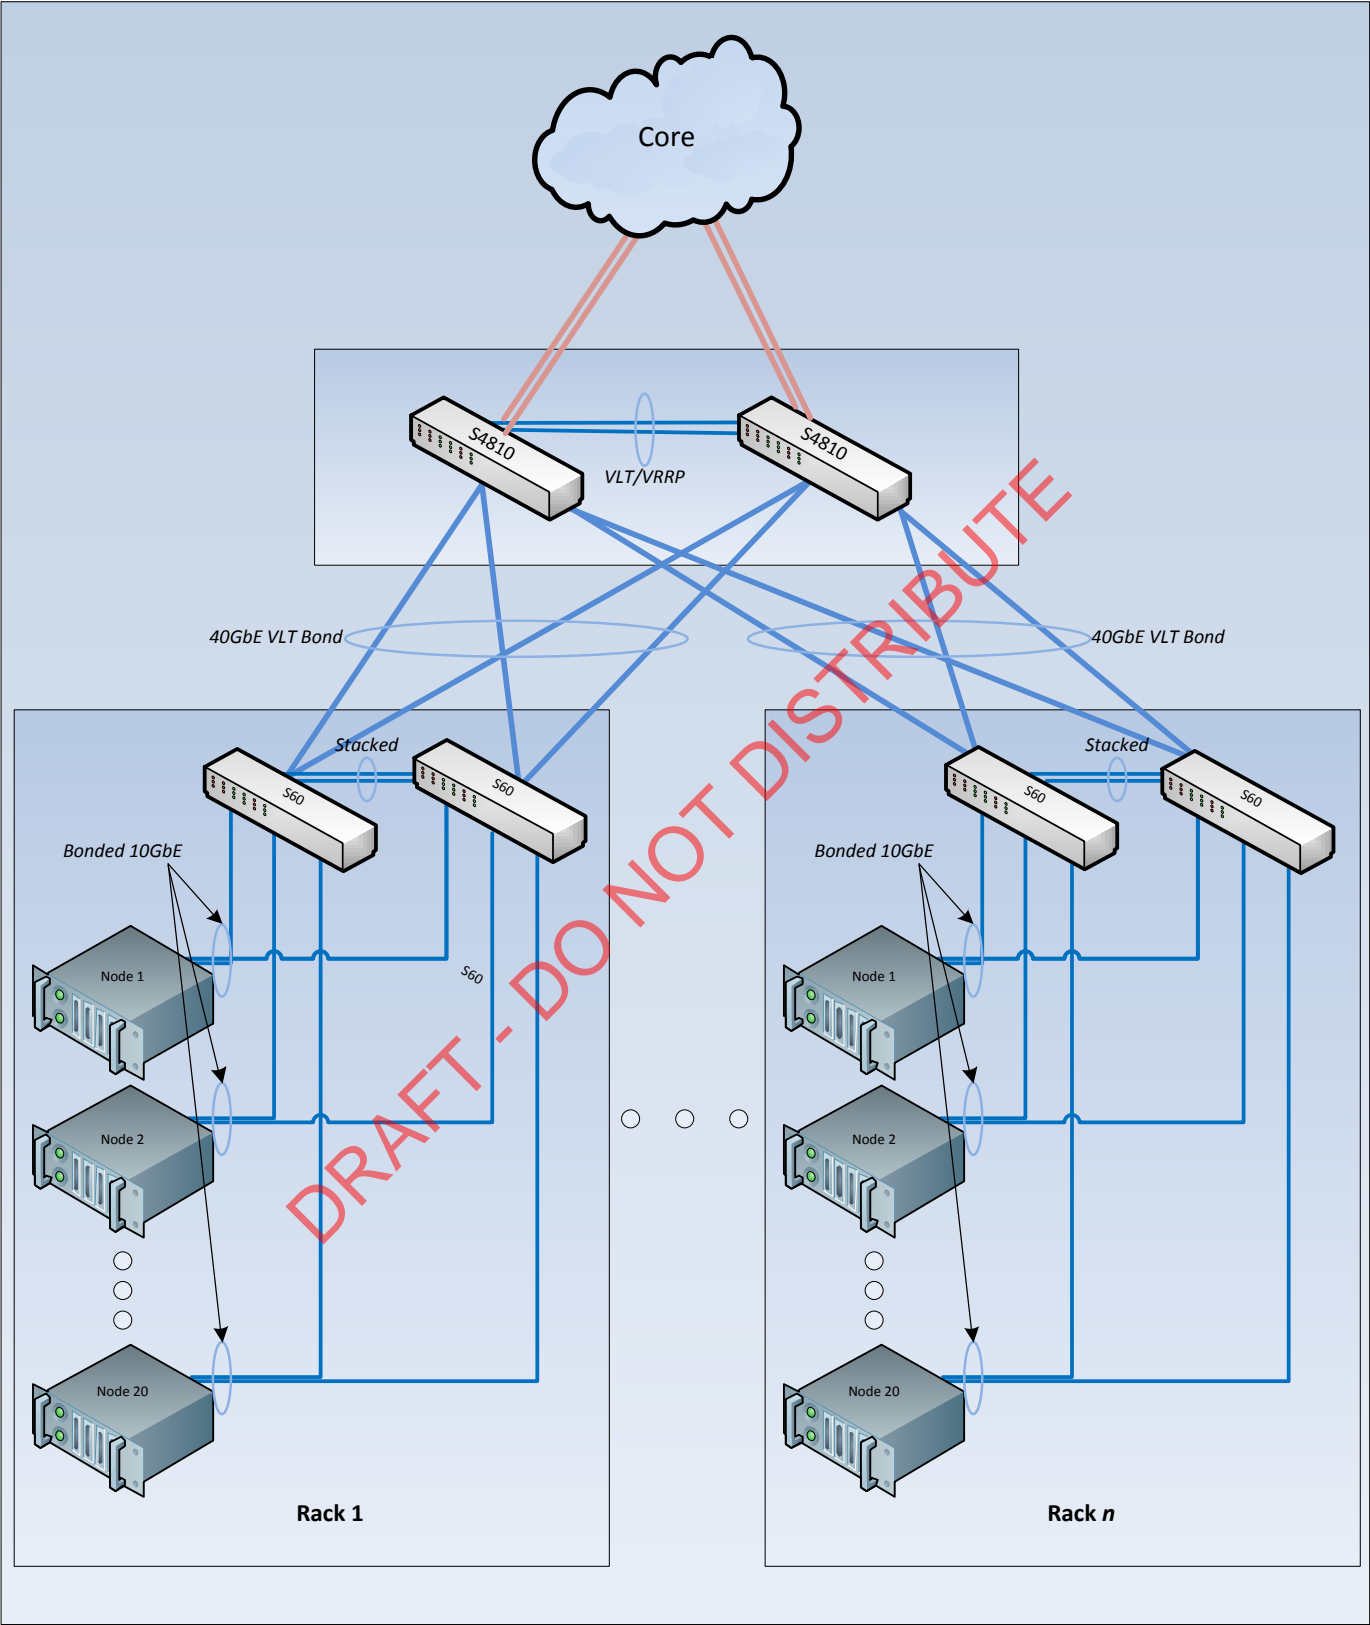 Core
S4810
S4810
VLT/VRRP
40GbE VLT Bond
40GbE VLT Bond
Stacked
Stacked
S60
S60
S60
S60
Bonded 10GbE
Bonded 10GbE
Node 1
S60
Node 1
Node 2
Node 2
Node 20
Node 20
Rack 1
Rack n
DRAFT - DO NOT DISTRIBUTE